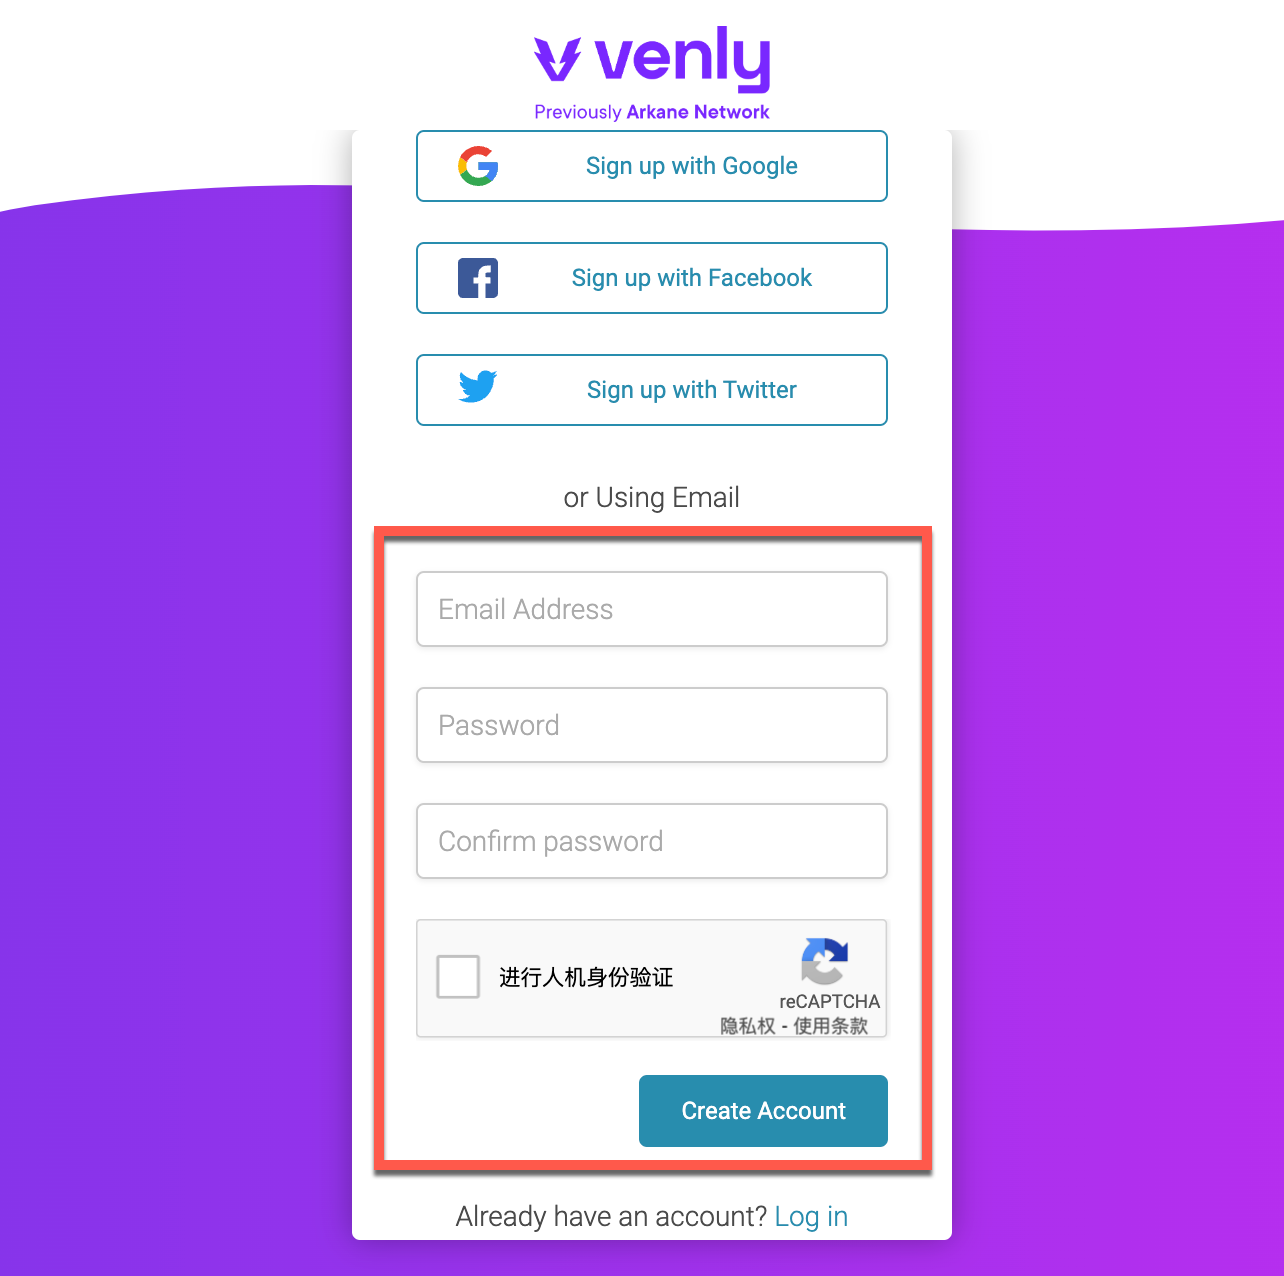 venly
Previously Arkane Network
Sign up with Google
Sign up with Facebook
Sign up with Twitter
or Using Email
Email Address
Password
Confirm password
进行人机身份验证
reCAPTCHA
隐私权 - 使用条款
Create Account
Already have an account? Log in